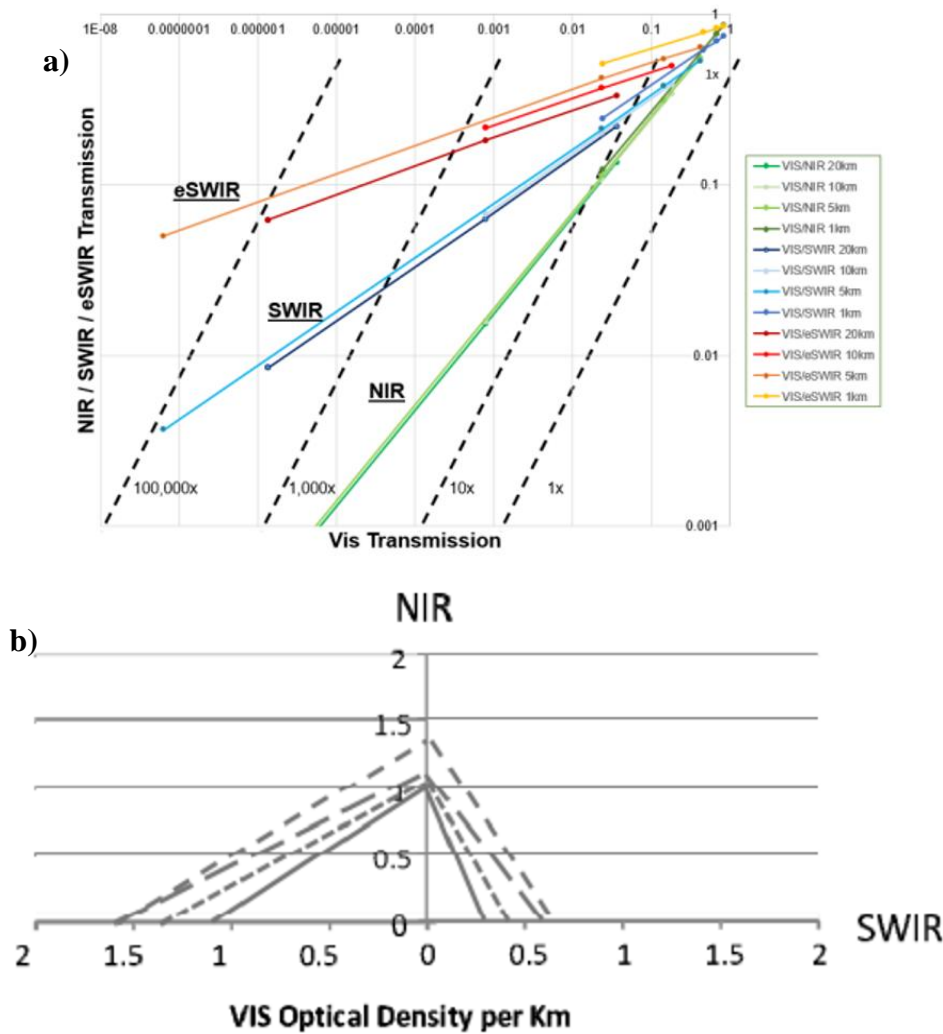 a)
1E-08 0.0000001 0.000001 0.00001 0.0001 0.001 0.01 0.1 1
1
0.1
0.01
0.001
NIR / SWIR / eSWIR Transmission
eSWIR
SWIR
NIR
1x
100,000x 1,000x 10x 1x
Vis Transmission
VIS/NIR 20km
VIS/NIR 10km
VIS/NIR 5km
VIS/NIR 1km
VIS/SWIR 20km
VIS/SWIR 10km
VIS/SWIR 5km
VIS/SWIR 1km
VIS/eSWIR 20km
VIS/eSWIR 10km
VIS/eSWIR 5km
VIS/eSWIR 1km
NIR
b)
2
1.5
1
0.5
0
SWIR
2 1.5 1 0.5 0 0.5 1 1.5 2
VIS Optical Density per Km